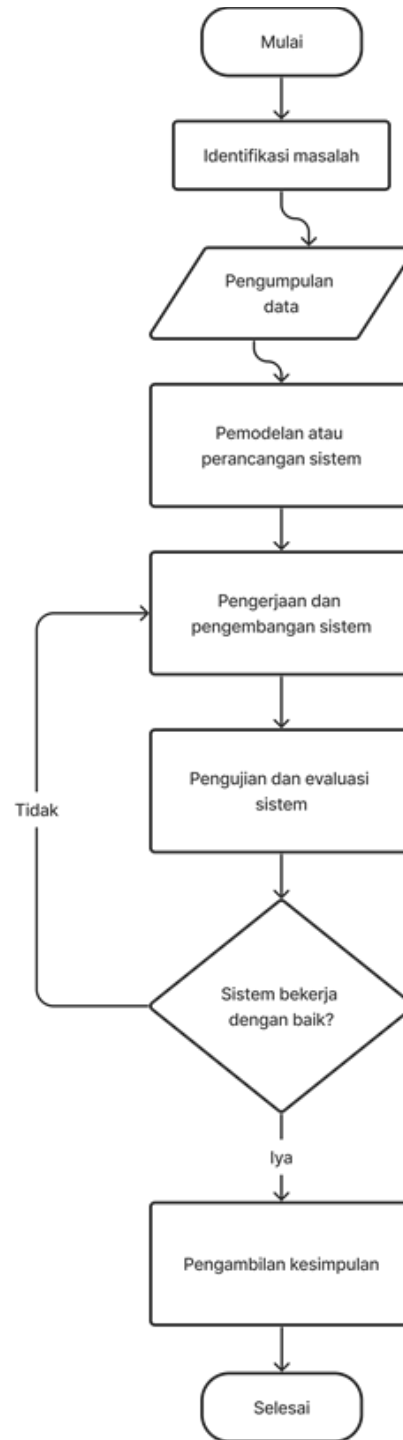 Mulai
Identifikasi masalah
Pengumpulan
data
Pemodelan atau
perancangan sistem
Pengerjaan dan
pengembangan sistem
Pengujian dan evaluasi
sistem
Tidak
Sistem bekerja
dengan baik?
Iya
Pengambilan kesimpulan
Selesai